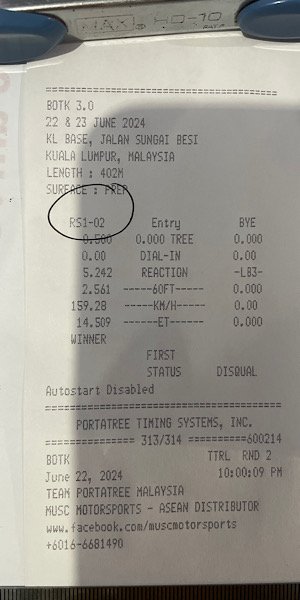 MAX HD-70
==============================
BOTK 3.0
22 & 23 JUNE 2024
KL BASE, JALAN SUNGAI BESI
KUALA LUMPUR, MALAYSIA
LENGTH : 402M
SURFACE : PREP
RS1-02 Entry BYE
0.500 0.000 TREE 0.000
0.00 DIAL-IN 0.00
5.242 REACTION -LB3-
2.561 -----60FT----- 0.000
159.28 -----KM/H----- 0.00
14.509 ------ET------ 0.000
WINNER
FIRST
STATUS DISQUAL
Autostart Disabled
==============================
PORTATREE TIMING SYSTEMS, INC.
=============== 313/314 ==========600214
BOTK TTRL RND 2
June 22, 2024 10:00:09 PM
TEAM PORTATREE MALAYSIA
MUSC MOTORSPORTS - ASEAN DISTRIBUTOR
www.facebook.com/muscmotorsports
+6016-6681490
==============================